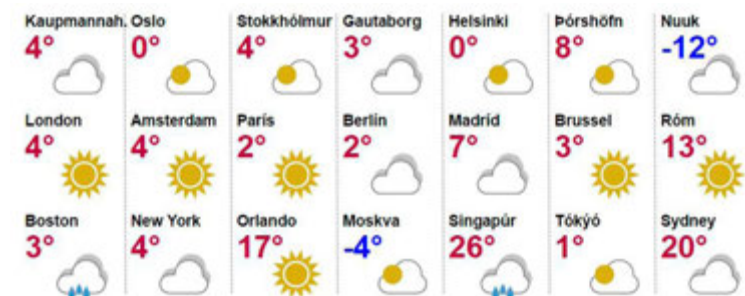 Kaupmannah. Oslo Stokkhólmur Gautaborg Helsinki Þórshöfn Nuuk
4° 0° 4° 3° 0° 8° -12°
London Amsterdam París Berlín Madríd Brussel Róm
4° 4° 2° 2° 7° 3° 13°
Boston New York Orlando Moskva Singapúr Tókýó Sydney
3° 4° 17° -4° 26° 1° 20°